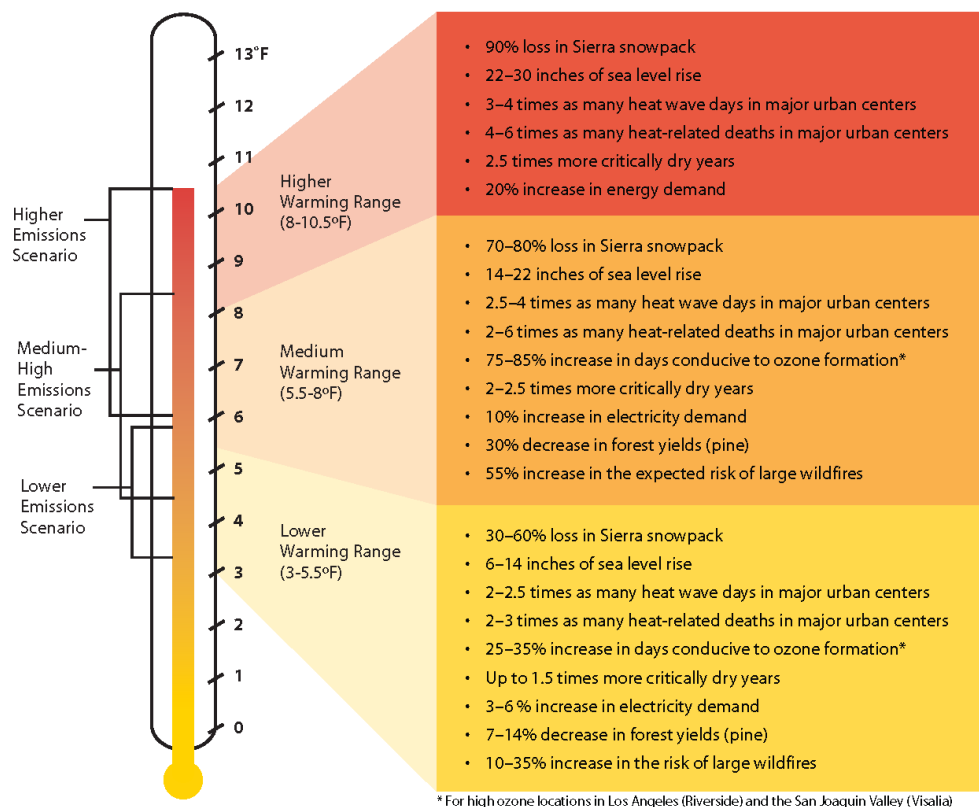 13°F
12
11
10
9
8
7
6
5
4
3
2
1
0
Higher
Emissions
Scenario
Medium-
High
Emissions
Scenario
Lower
Emissions
Scenario
Higher
Warming Range
(8-10.5ºF)
Medium
Warming Range
(5.5-8ºF)
Lower
Warming Range
(3-5.5ºF)
• 90% loss in Sierra snowpack
• 22–30 inches of sea level rise
• 3–4 times as many heat wave days in major urban centers
• 4–6 times as many heat-related deaths in major urban centers
• 2.5 times more critically dry years
• 20% increase in energy demand
• 70–80% loss in Sierra snowpack
• 14–22 inches of sea level rise
• 2.5–4 times as many heat wave days in major urban centers
• 2–6 times as many heat-related deaths in major urban centers
• 75–85% increase in days conducive to ozone formation*
• 2–2.5 times more critically dry years
• 10% increase in electricity demand
• 30% decrease in forest yields (pine)
• 55% increase in the expected risk of large wildfires
• 30–60% loss in Sierra snowpack
• 6–14 inches of sea level rise
• 2–2.5 times as many heat wave days in major urban centers
• 2–3 times as many heat-related deaths in major urban centers
• 25–35% increase in days conducive to ozone formation*
• Up to 1.5 times more critically dry years
• 3–6 % increase in electricity demand
• 7–14% decrease in forest yields (pine)
• 10–35% increase in the risk of large wildfires
* For high ozone locations in Los Angeles (Riverside) and the San Joaquin Valley (Visalia)